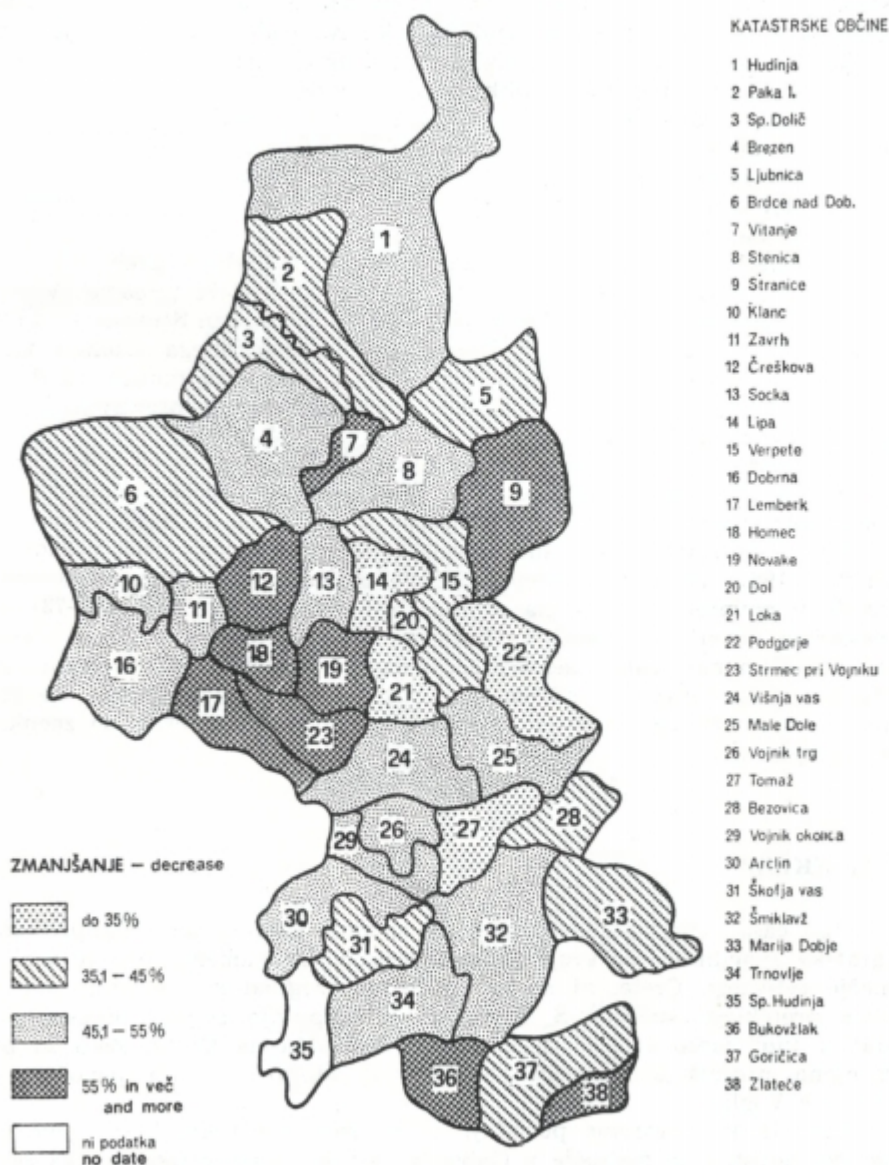 KATASTRSKE OBČINE
1 Hudinja
2 Paka I.
3 Sp. Dolič
4 Brezen
5 Ljubnica
6 Brdce nad Dob.
7 Vitanje
8 Stenica
9 Stranice
10 Klanc
11 Zavrh
12 Čreškova
13 Socka
14 Lipa
15 Verpete
16 Dobrna
17 Lemberk
18 Homec
19 Novake
20 Dol
21 Loka
22 Podgorje
23 Strmec pri Vojniku
24 Višnja vas
25 Male Dole
26 Vojnik trg
27 Tomaž
28 Bezovica
29 Vojnik okolica
30 Arclin
31 Škofja vas
32 Šmiklavž
33 Marija Dobje
34 Trnovlje
35 Sp. Hudinja
36 Bukovžlak
37 Goričica
38 Zlateče
1
2
3
5
4
7
8
9
6
10
11
12
13
14
15
20
16
17
18
19
21
22
23
24
25
26
27
28
29
30
31
32
33
34
35
36
37
38
ZMANJŠANJE — decrease
do 35%
35,1 — 45%
45,1 — 55%
55% in več
and more
ni podatka
no date